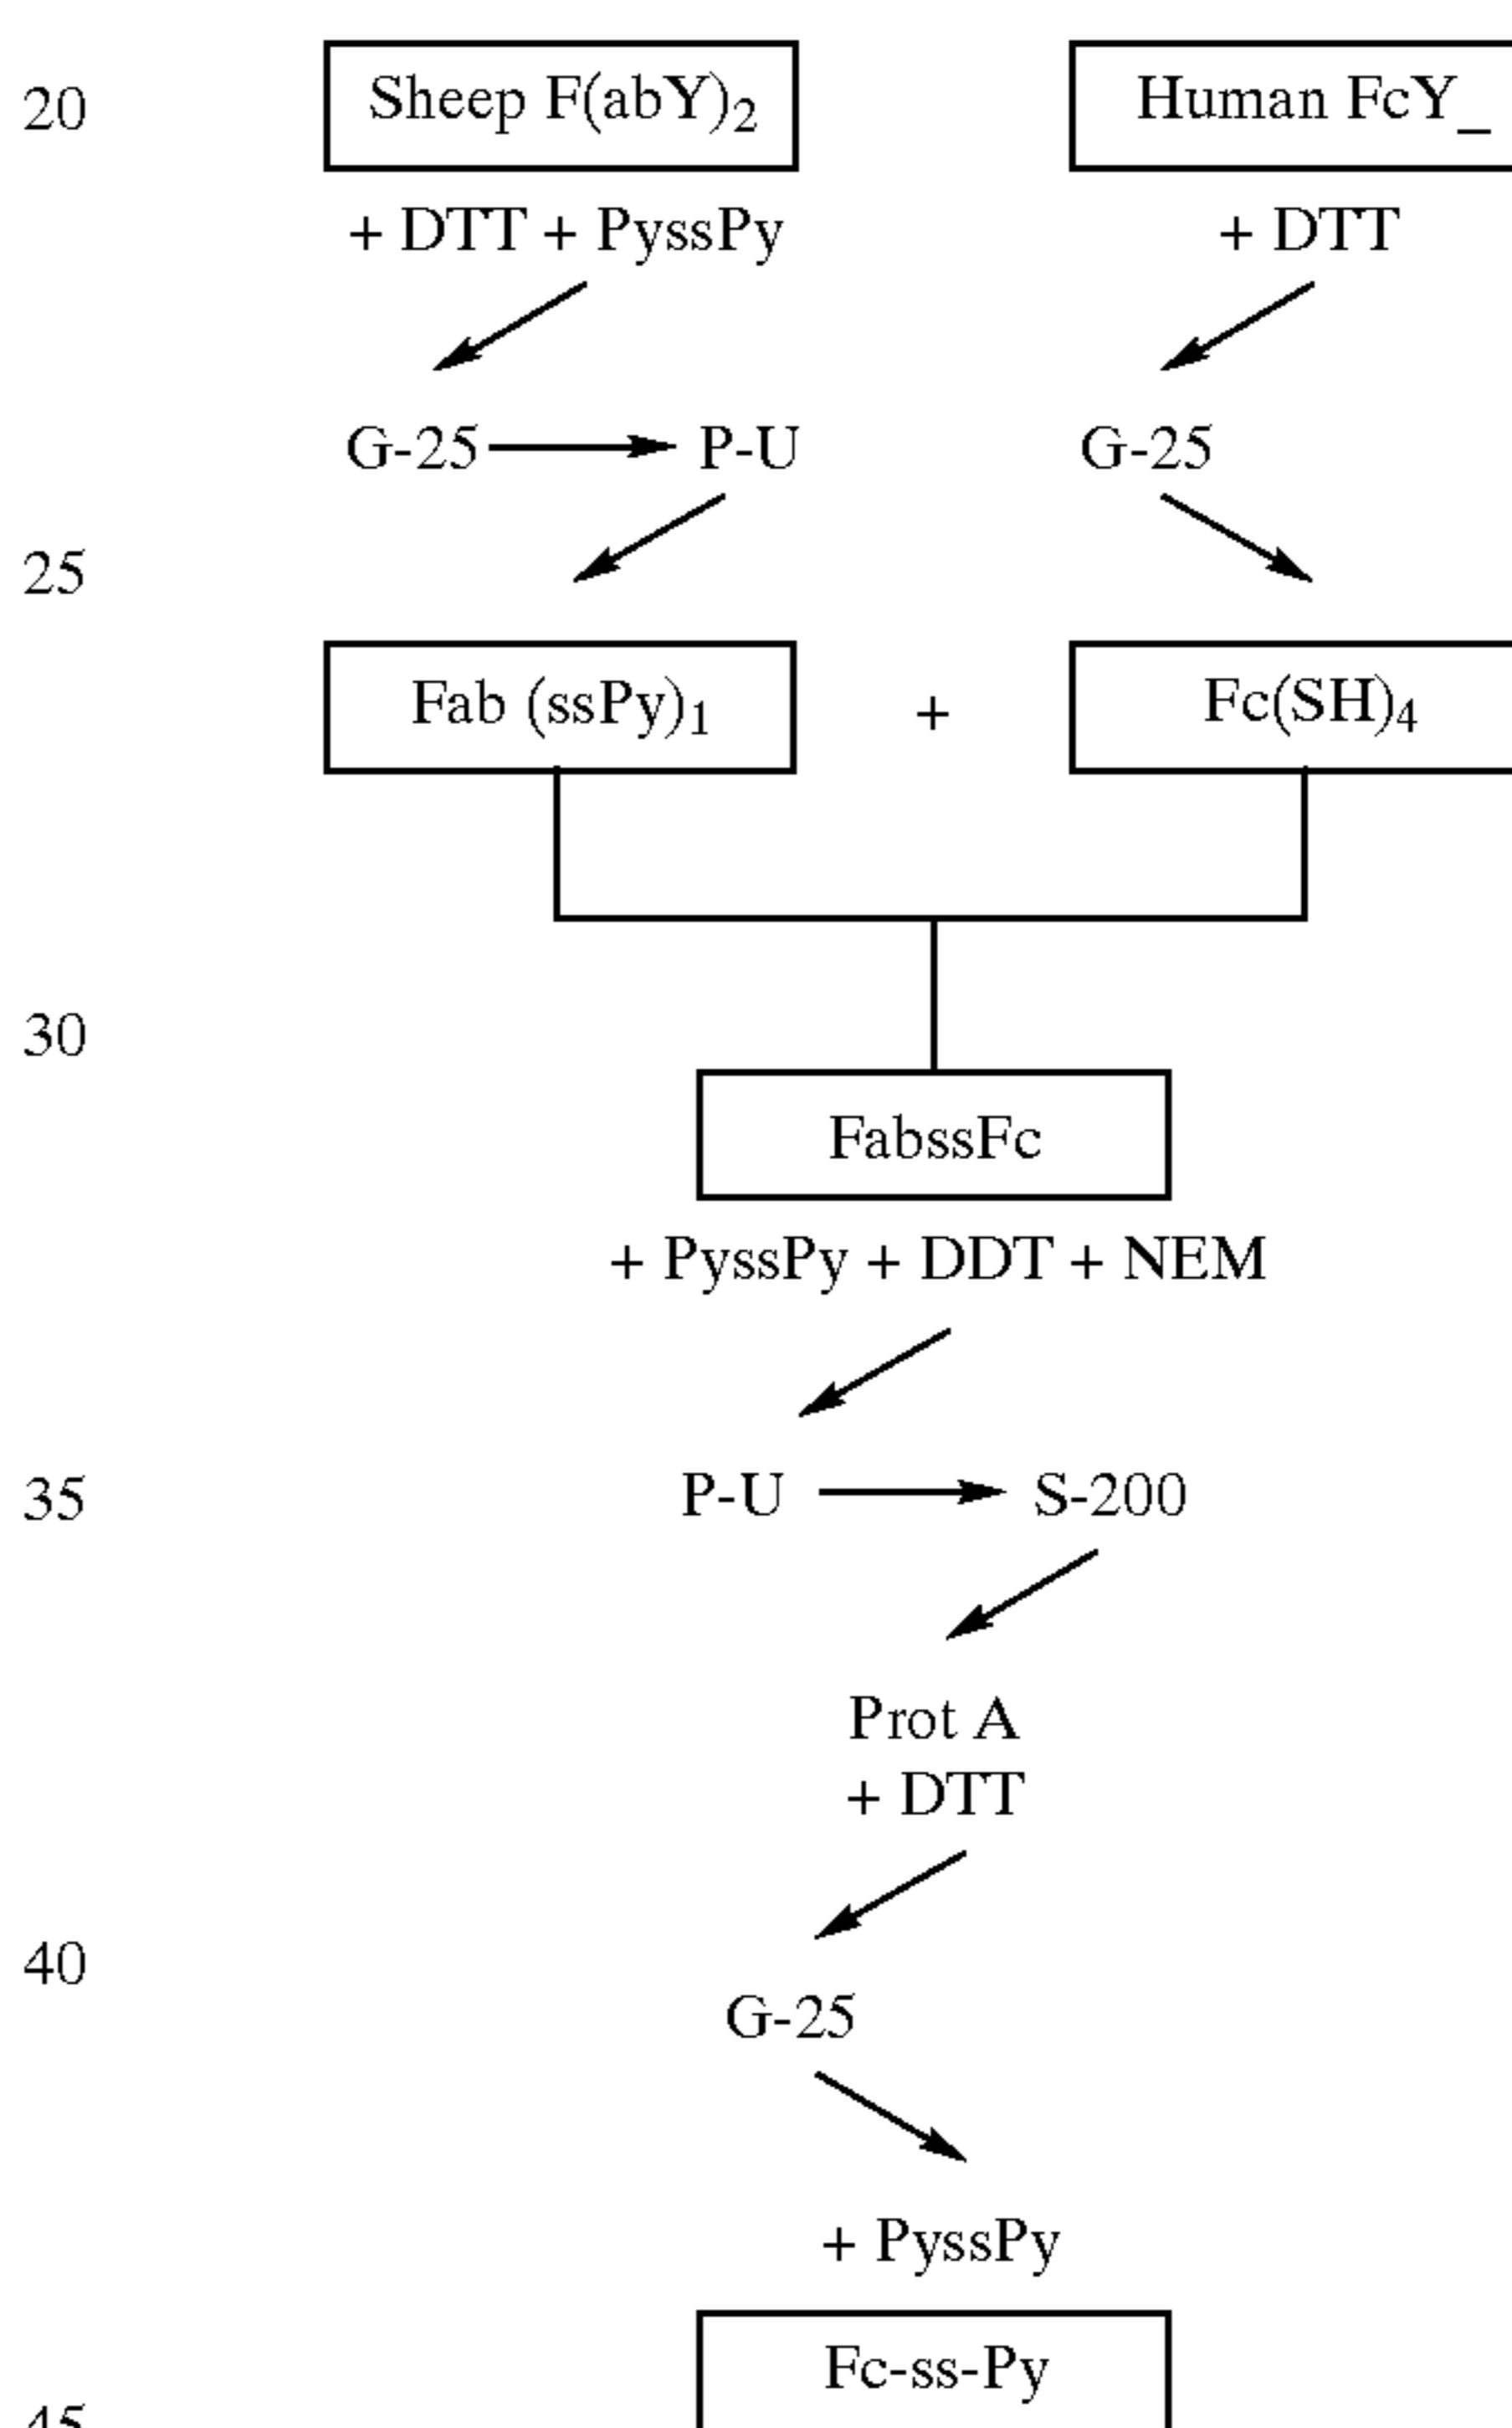 20 Sheep F(abY)2 Human FcY_
+ DTT + PyssPy + DTT
G-25 P-U G-25
25
Fab (ssPy)1 + Fc(SH)4
30
FabssFc
+ PyssPy + DDT + NEM
35 P-U S-200
Prot A
+ DTT
40
G-25
+ PyssPy
Fc-ss-Py
45